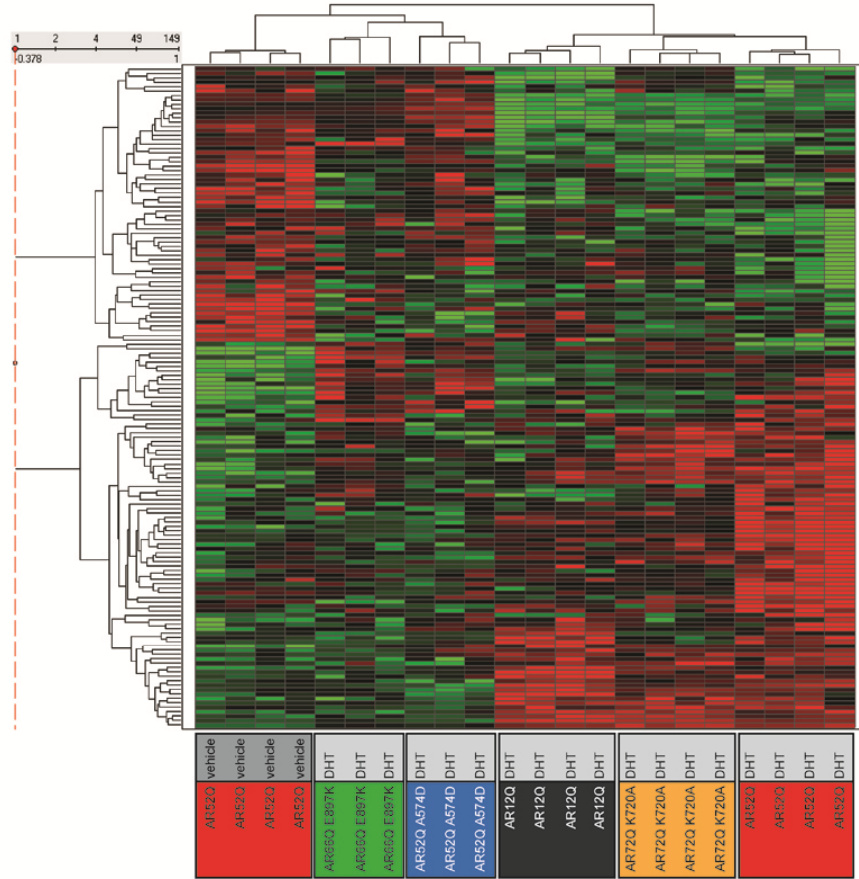 1 2 4 49 149
-0.378 1
vehicle vehicle vehicle vehicle DHT DHT DHT DHT DHT DHT DHT DHT DHT DHT DHT DHT DHT DHT DHT DHT DHT DHT
AR52Q AR52Q AR52Q AR52Q AR66Q E897K AR66Q E897K AR66Q E897K AR52Q A574D AR52Q A574D AR52Q A574D AR12Q AR12Q AR12Q AR12Q AR72Q K720A AR72Q K720A AR72Q K720A AR72Q K720A AR52Q AR52Q AR52Q AR52Q